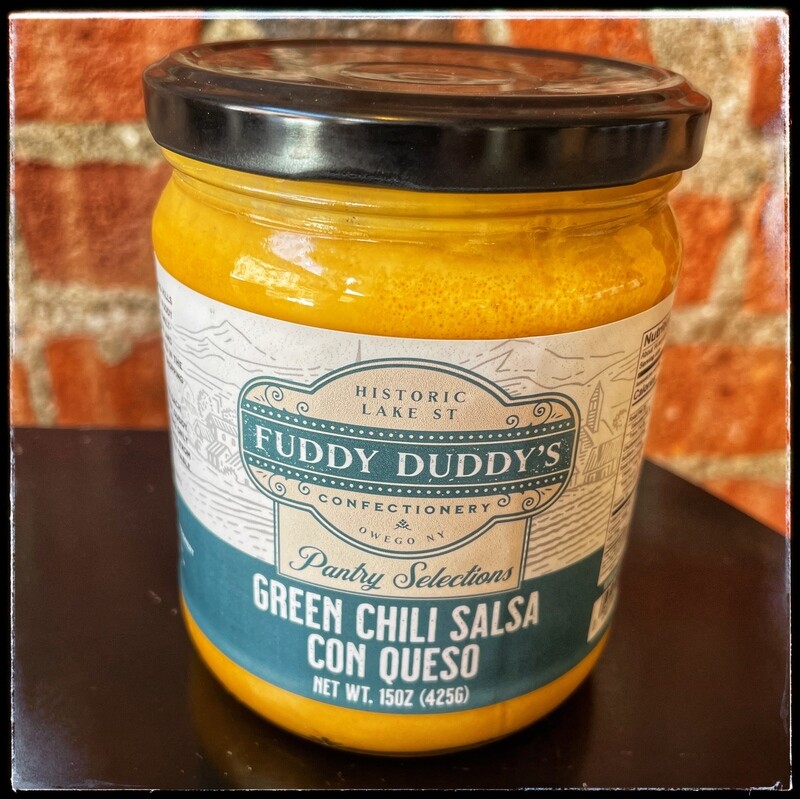 HISTORIC
LAKE ST
FUDDY DUDDY'S
CONFECTIONERY
OWEGO NY
Pantry Selections
GREEN CHILI SALSA
CON QUESO
NET WT. 15OZ (425G)